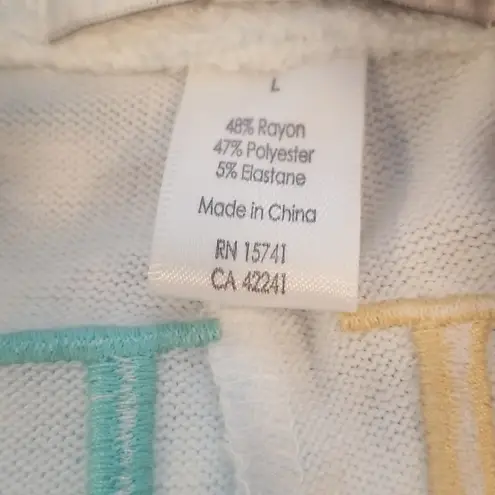 L
48% Rayon
47% Polyester
5% Elastane
Made in China
RN 15741
CA 42241